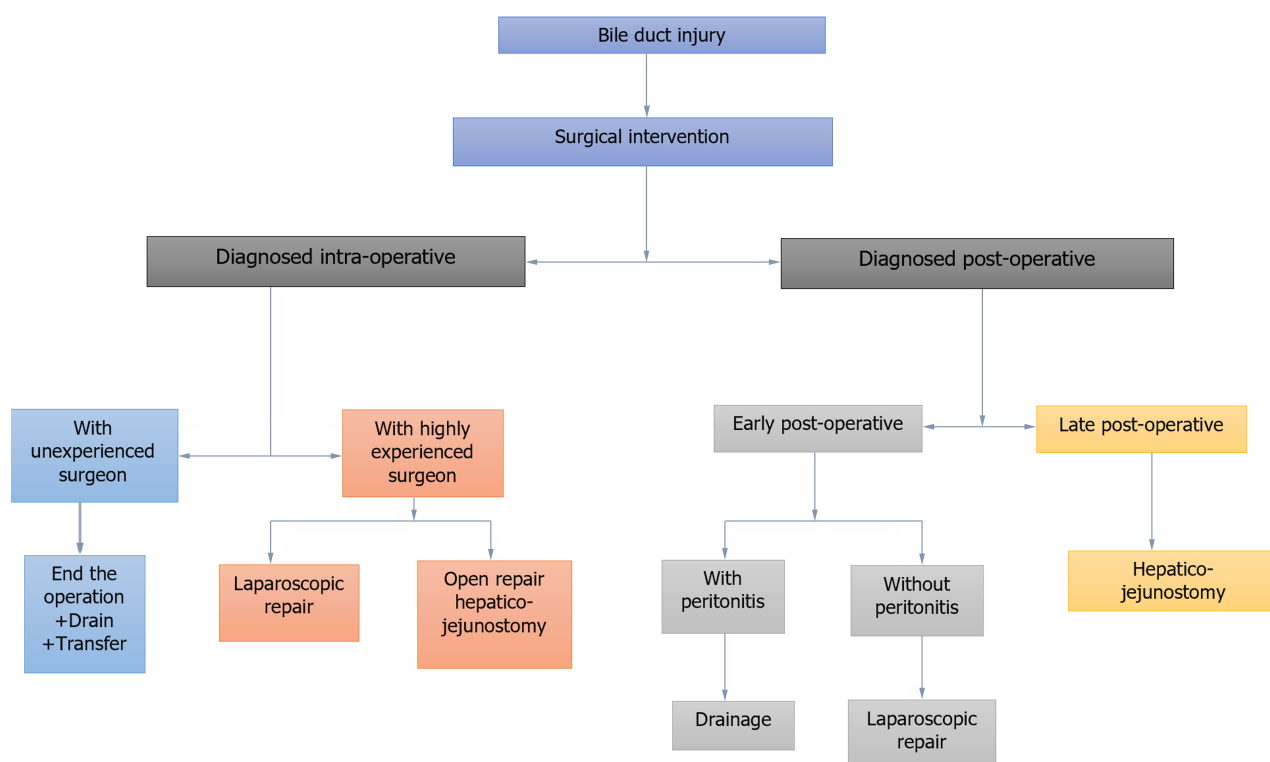 Bile duct injury
Surgical intervention
Diagnosed intra-operative
Diagnosed post-operative
With
unexperienced
surgeon
With highly
experienced
surgeon
Early post-operative
Late post-operative
End the
operation
+Drain
+Transfer
Laparoscopic
repair
Open repair
hepatico-
jejunostomy
With
peritonitis
Without
peritonitis
Hepatico-
jejunostomy
Drainage
Laparoscopic
repair